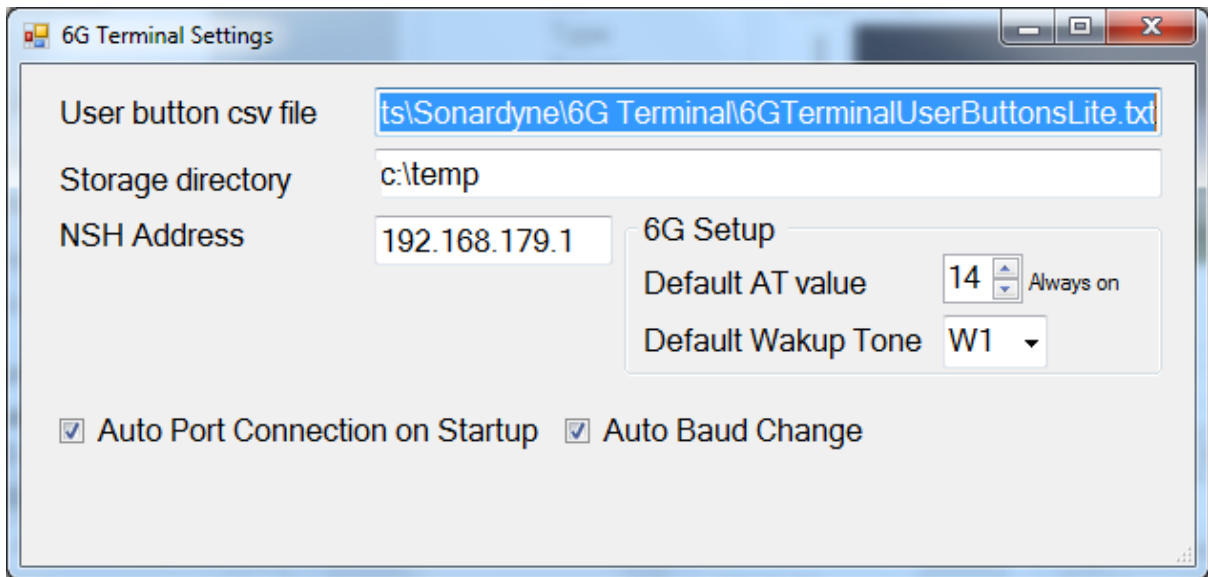 6G Terminal Settings
User button csv file ts\Sonardyne\6G Terminal\6GTerminalUserButtonsLite.txt
Storage directory c:\temp
NSH Address 192.168.179.1
6G Setup
Default AT value 14 Always on
Default Wakup Tone W1
Auto Port Connection on Startup Auto Baud Change